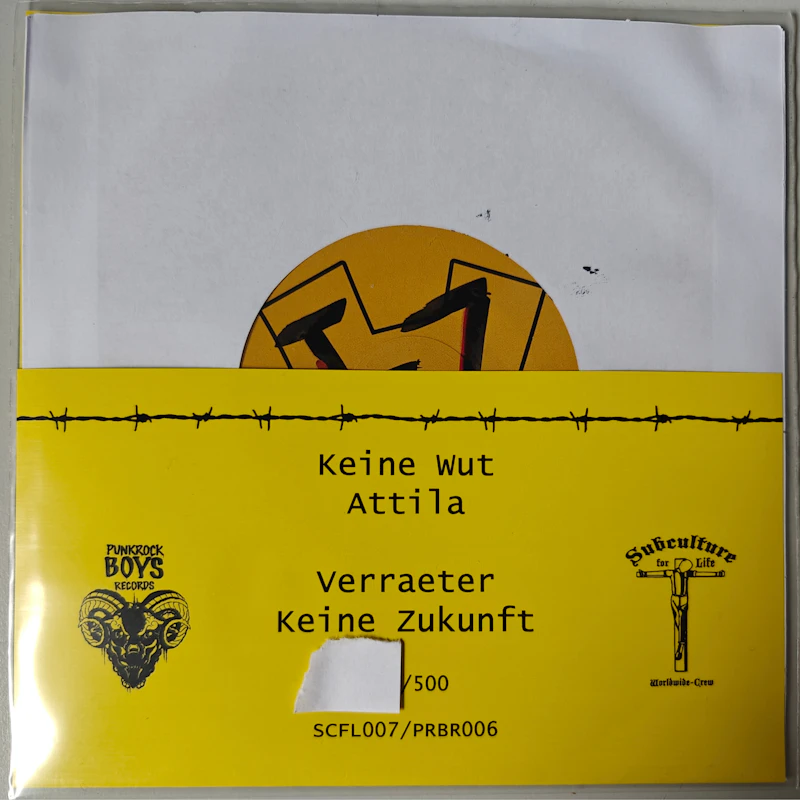 Keine Wut
Attila
Verraeter
Keine Zukunft
PUNKROCK
BOYS
RECORDS
Subculture
for Life
Worldwide-Crew
/500
SCFL007/PRBR006